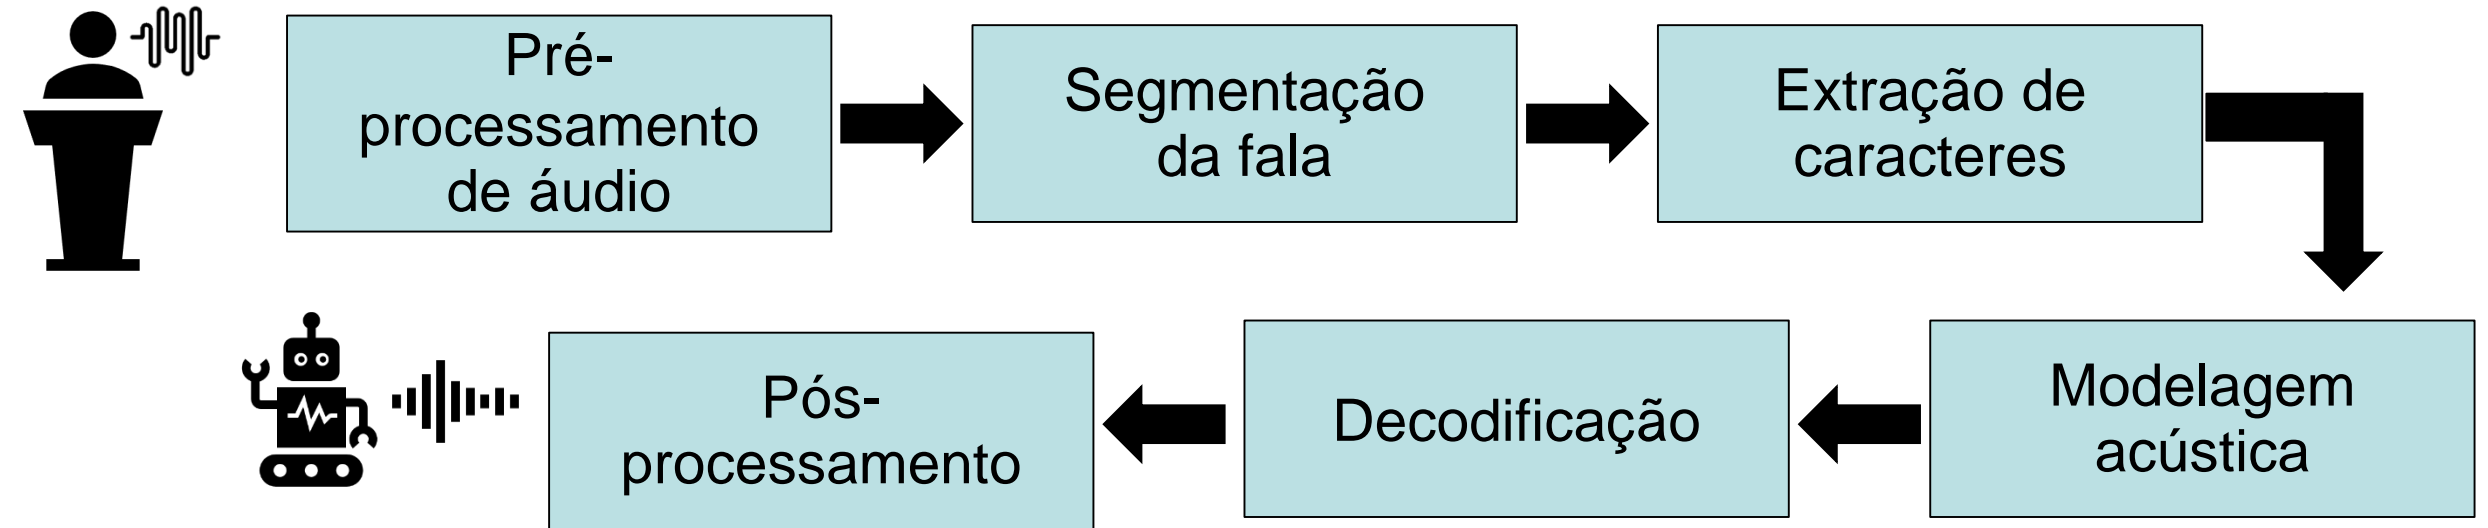 Pré-
processamento
de áudio
Segmentação
da fala
Extração de
caracteres
Modelagem
acústica
Decodificação
Pós-
processamento